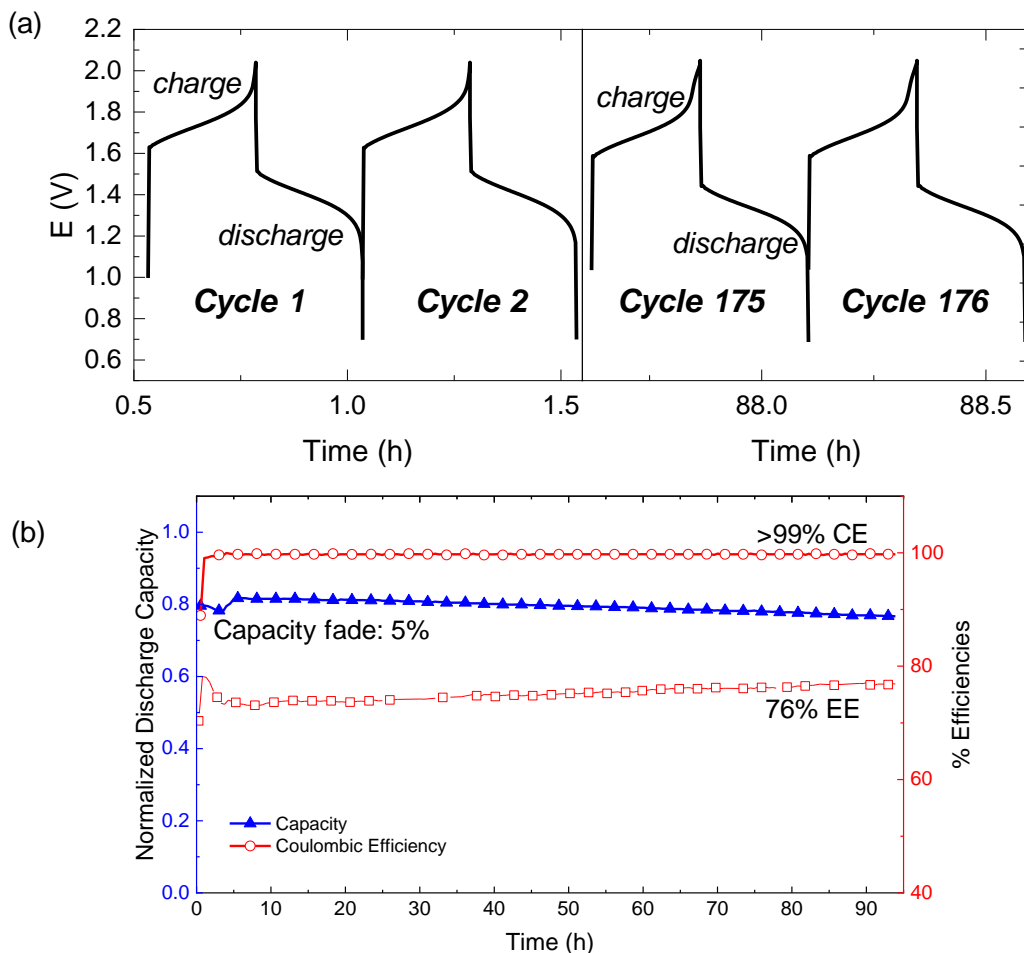 (a)
2.2
2.0
1.8
1.6
1.4
1.2
1.0
0.8
0.6
E (V)
charge
discharge
Cycle 1
Cycle 2
charge
discharge
Cycle 175
Cycle 176
0.5
1.0
1.5
88.0
88.5
Time (h)
Time (h)
(b)
1.0
0.8
0.6
0.4
0.2
0.0
Normalized Discharge Capacity
>99% CE
Capacity fade: 5%
76% EE
Capacity
Coulombic Efficiency
100
80
60
40
% Efficiencies
0 10 20 30 40 50 60 70 80 90
Time (h)